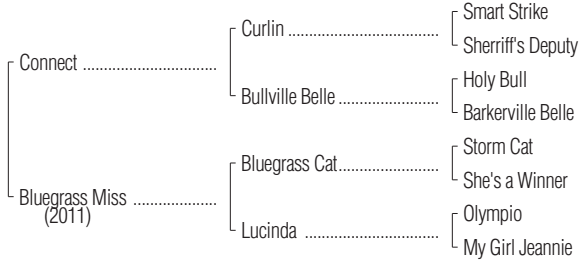 Smart Strike
Curlin
Sherriff's Deputy
Connect
Holy Bull
Bullville Belle
Barkerville Belle
Storm Cat
Bluegrass Cat
She's a Winner
Bluegrass Miss
(2011)
Olympio
Lucinda
My Girl Jeannie